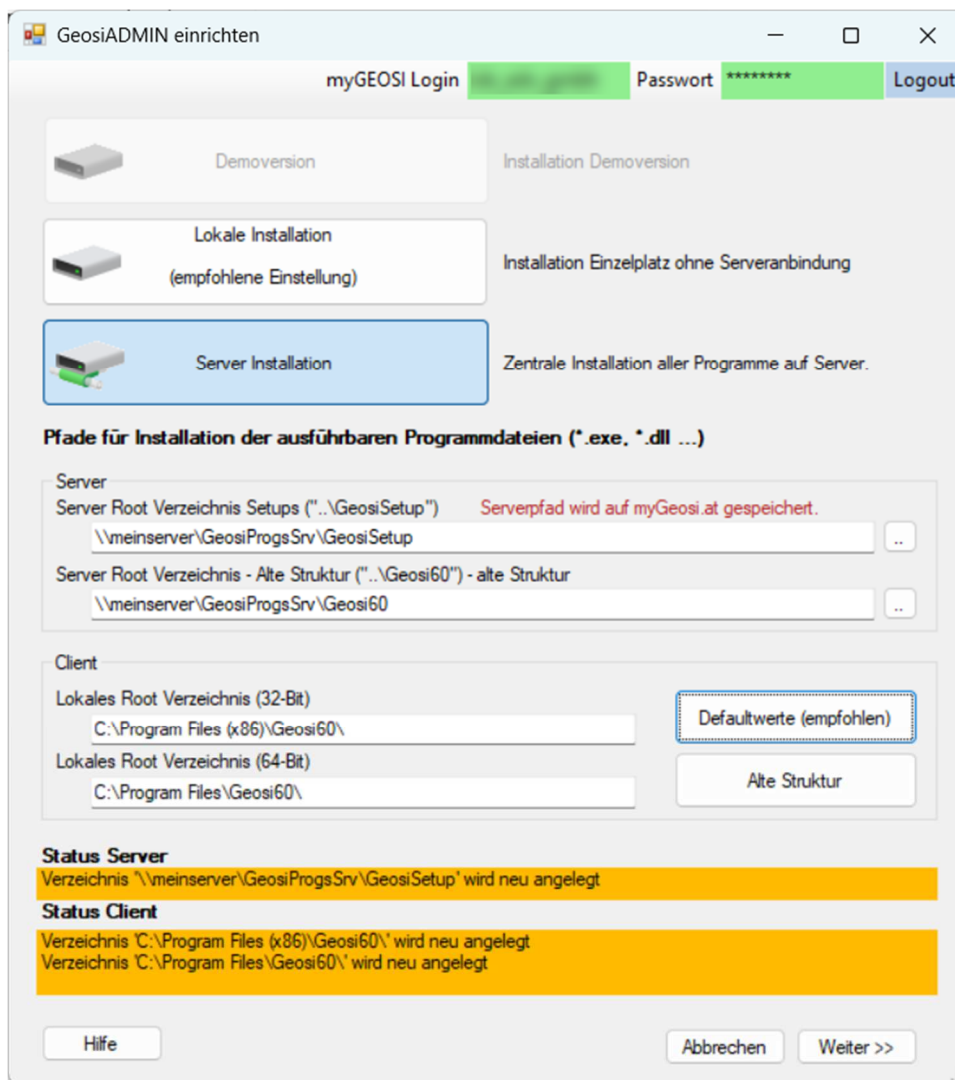 GeosiADMIN einrichten
myGEOSI Login Passwort ******** Logout
Demoversion Installation Demoversion
Lokale Installation
(empfohlene Einstellung) Installation Einzelplatz ohne Serveranbindung
Server Installation Zentrale Installation aller Programme auf Server.
Pfade für Installation der ausführbaren Programmdateien (*.exe, *.dll ...)
Server
Server Root Verzeichnis Setups ("..\GeosiSetup") Serverpfad wird auf myGeosi.at gespeichert.
\\meinserver\GeosiProgsSrv\GeosiSetup ..
Server Root Verzeichnis - Alte Struktur ("..\Geosi60") - alte Struktur
\\meinserver\GeosiProgsSrv\Geosi60 ..
Client
Lokales Root Verzeichnis (32-Bit)
C:\Program Files (x86)\Geosi60\ Defaultwerte (empfohlen)
Lokales Root Verzeichnis (64-Bit)
C:\Program Files\Geosi60\ Alte Struktur
Status Server
Verzeichnis '\\meinserver\GeosiProgsSrv\GeosiSetup' wird neu angelegt
Status Client
Verzeichnis 'C:\Program Files (x86)\Geosi60\' wird neu angelegt
Verzeichnis 'C:\Program Files\Geosi60\' wird neu angelegt
Hilfe Abbrechen Weiter >>